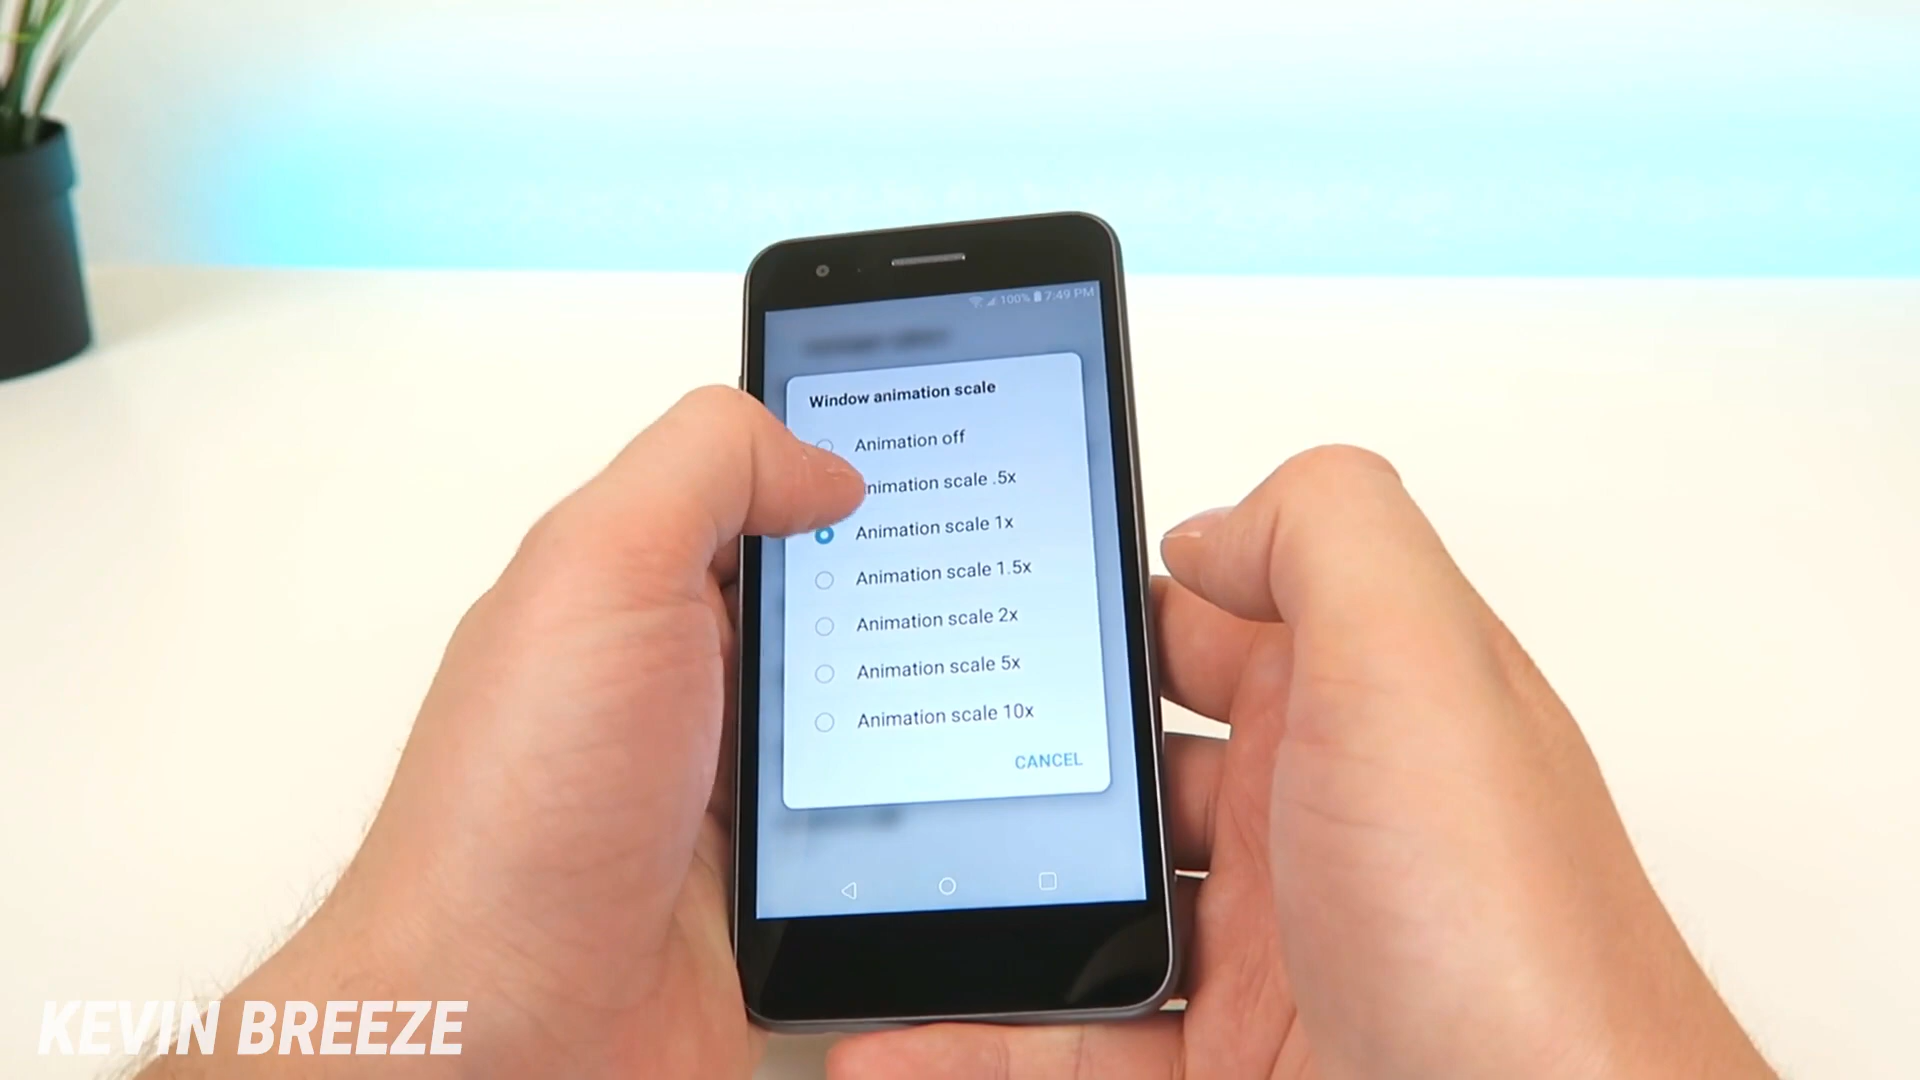 100% 7:49 PM
Window animation scale
Animation off
nimation scale .5x
Animation scale 1x
Animation scale 1.5x
Animation scale 2x
Animation scale 5x
Animation scale 10x
CANCEL
KEVIN BREEZE